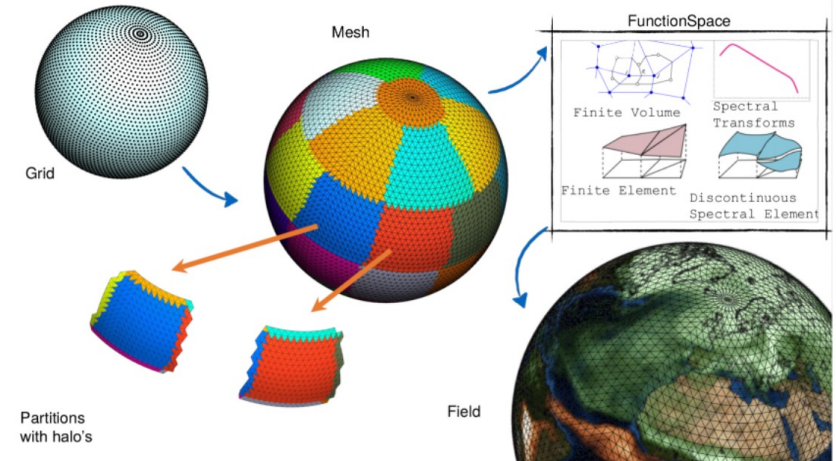 FunctionSpace
Mesh
Finite Volume
Spectral
Transforms
Grid
Finite Element
Discontinuous
Spectral Element
Field
Partitions
with halo's